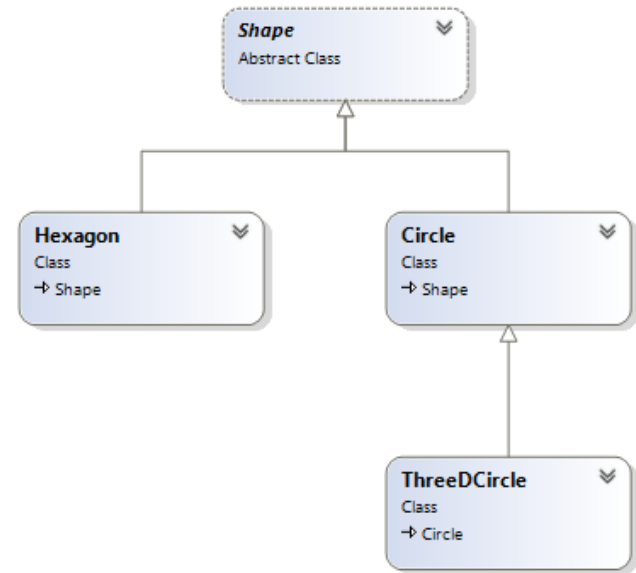 Shape
Abstract Class
Hexagon
Class
Shape
Circle
Class
Shape
ThreeDCircle
Class
Circle